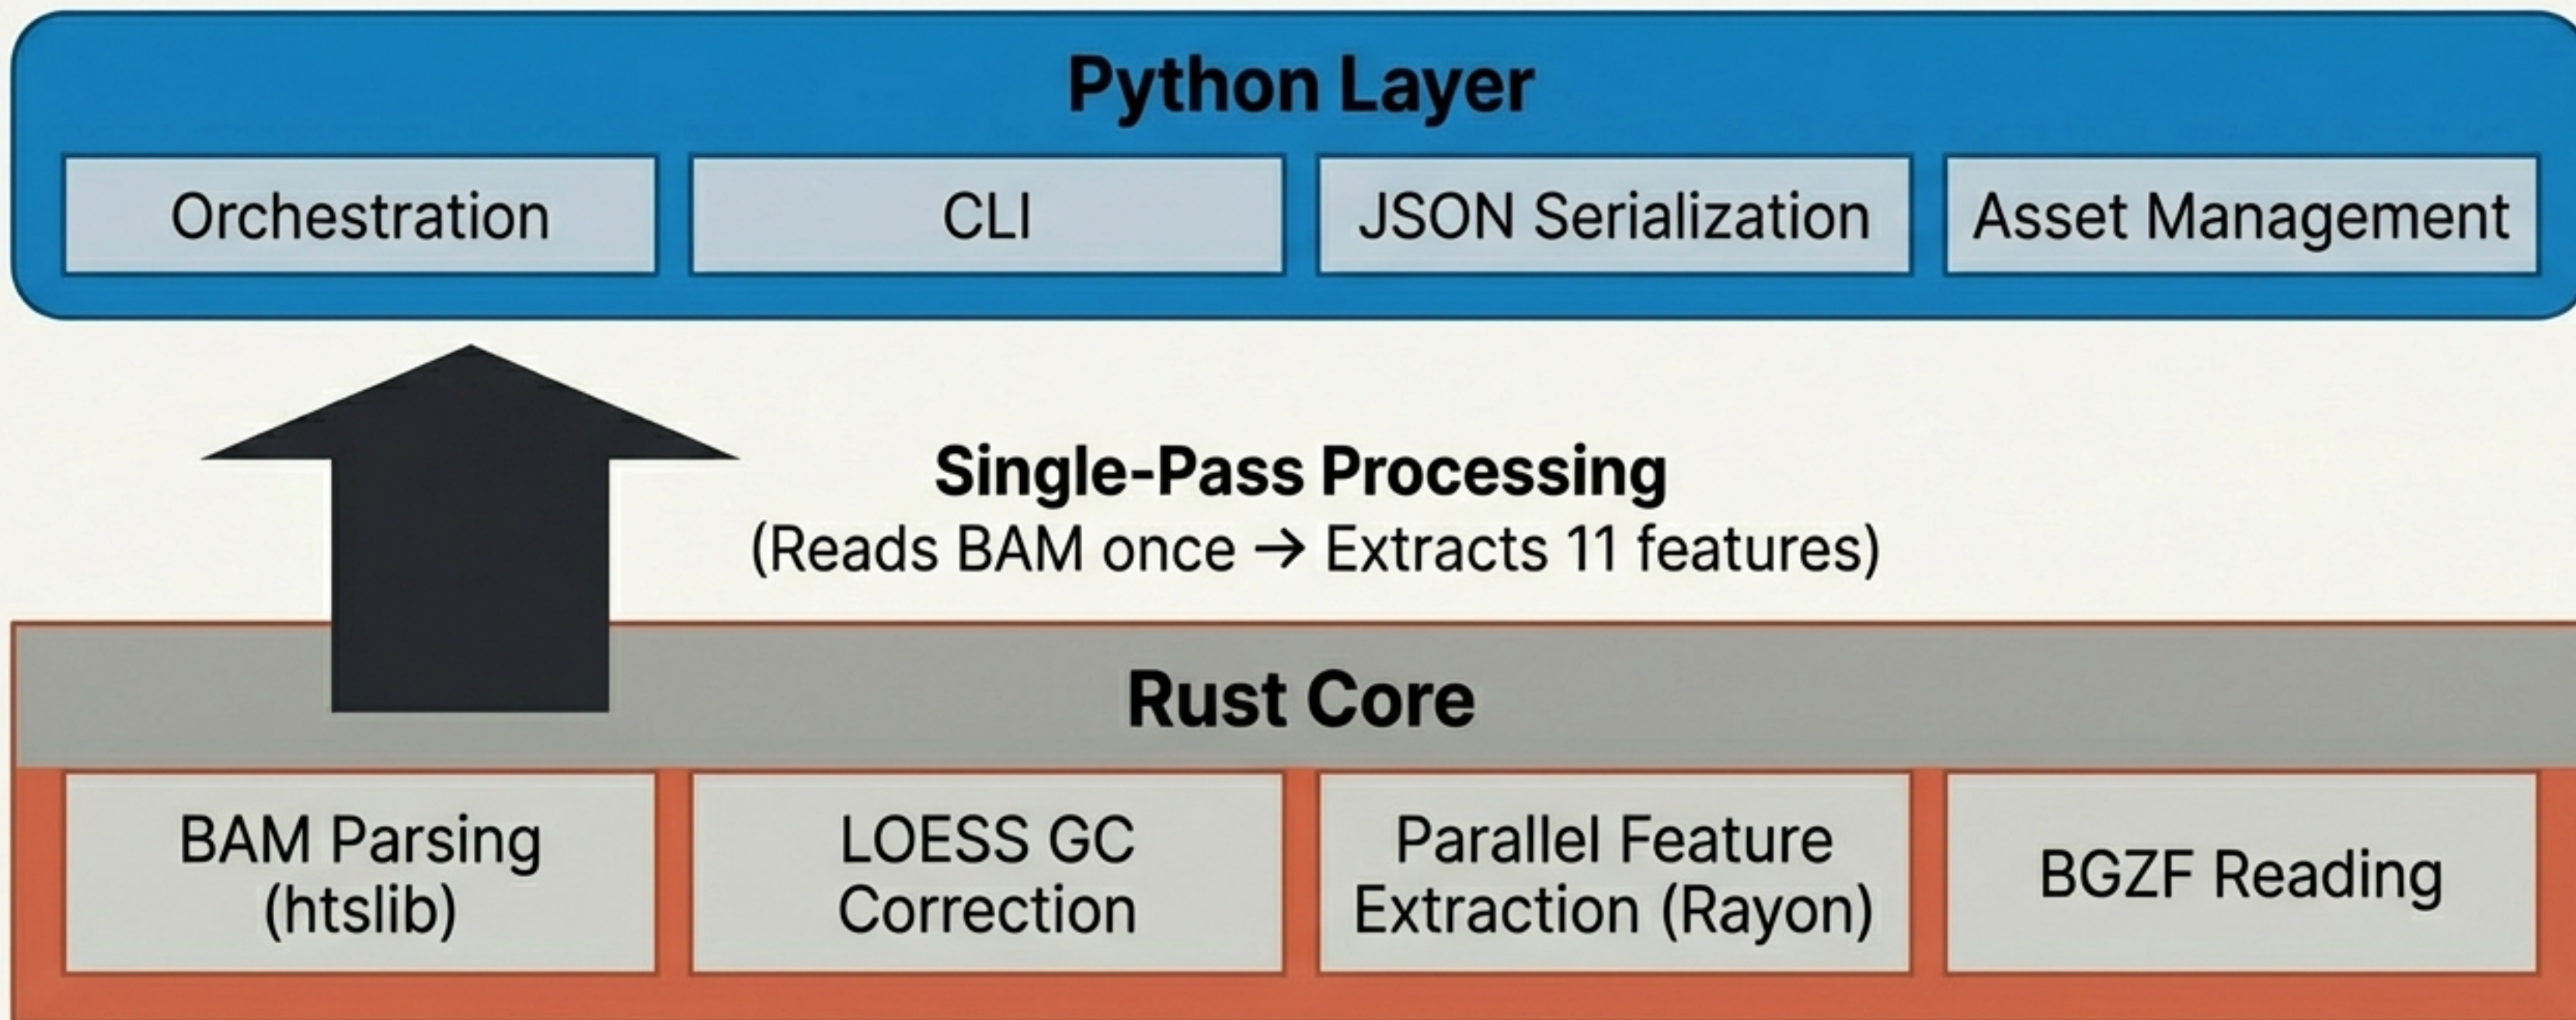 Python Layer
Orchestration
CLI
JSON Serialization
Asset Management
Single-Pass Processing
(Reads BAM once → Extracts 11 features)
Rust Core
BAM Parsing
(htslib)
LOESS GC
Correction
Parallel Feature
Extraction (Rayon)
BGZF Reading